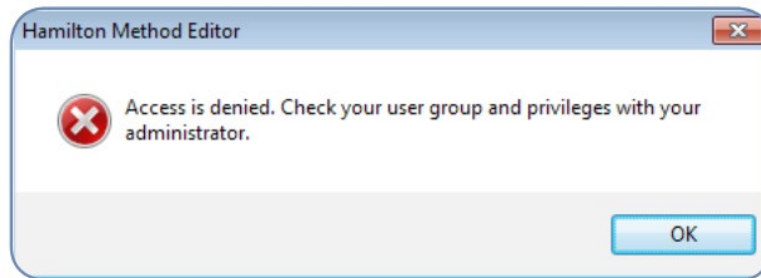 Hamilton Method Editor
Access is denied. Check your user group and privileges with your
administrator.
OK